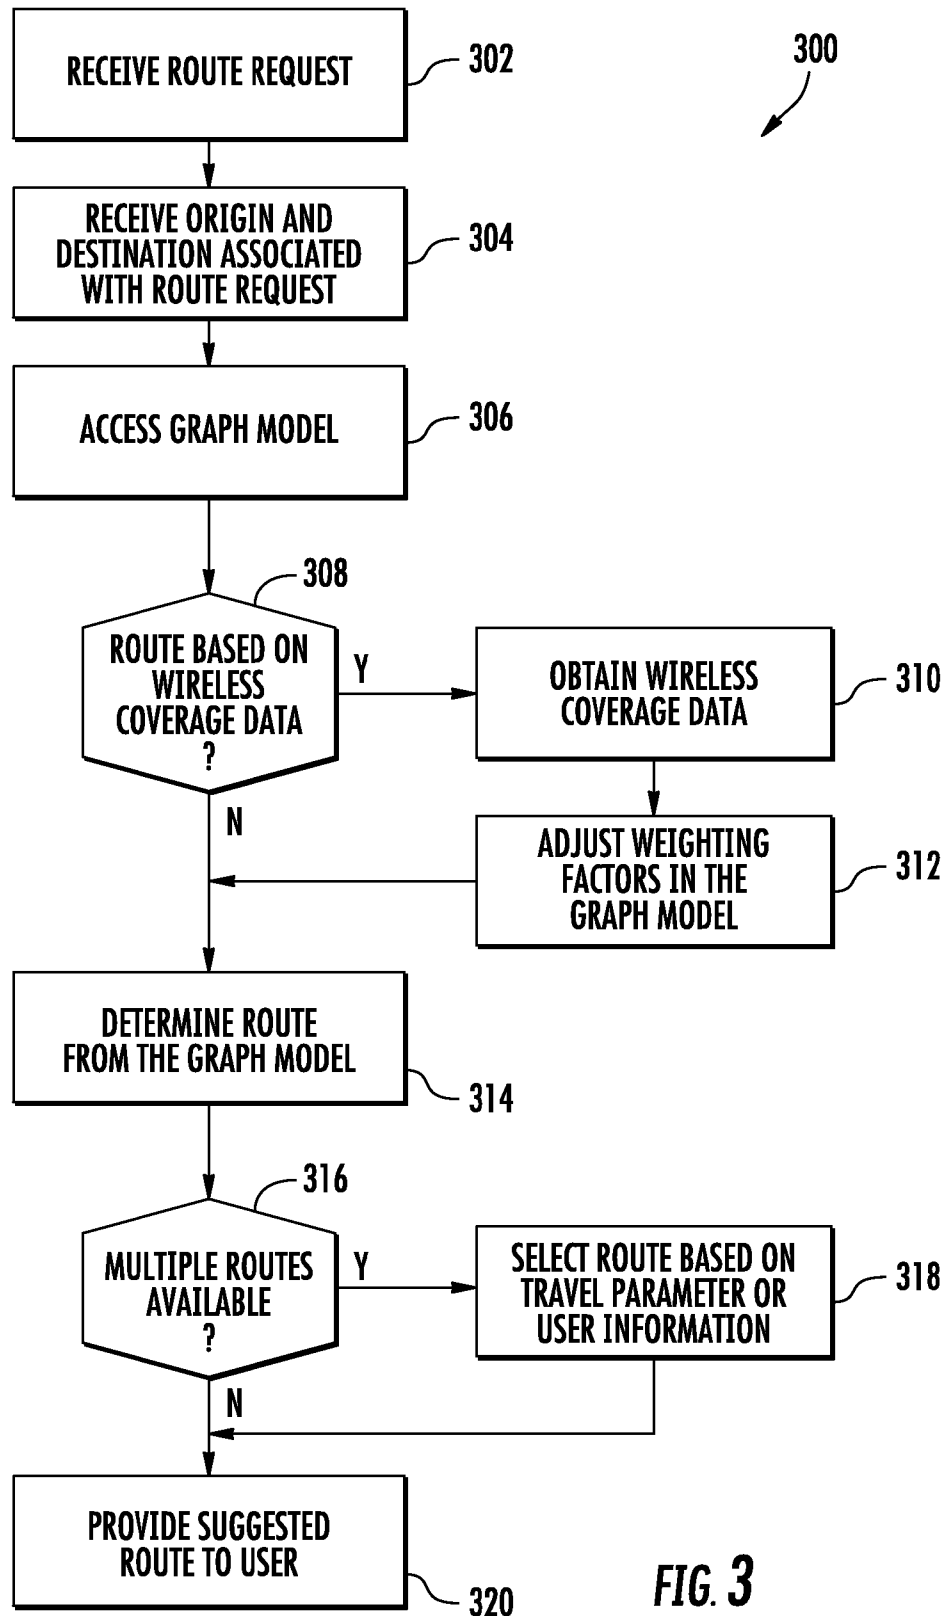 RECEIVE ROUTE REQUEST
302
300
RECEIVE ORIGIN AND
DESTINATION ASSOCIATED
WITH ROUTE REQUEST
304
ACCESS GRAPH MODEL
306
308
ROUTE BASED ON
WIRELESS
COVERAGE DATA
?
Y
N
OBTAIN WIRELESS
COVERAGE DATA
310
ADJUST WEIGHTING
FACTORS IN THE
GRAPH MODEL
312
DETERMINE ROUTE
FROM THE GRAPH MODEL
314
316
MULTIPLE ROUTES
AVAILABLE
?
Y
N
SELECT ROUTE BASED ON
TRAVEL PARAMETER OR
USER INFORMATION
318
PROVIDE SUGGESTED
ROUTE TO USER
320
FIG. 3